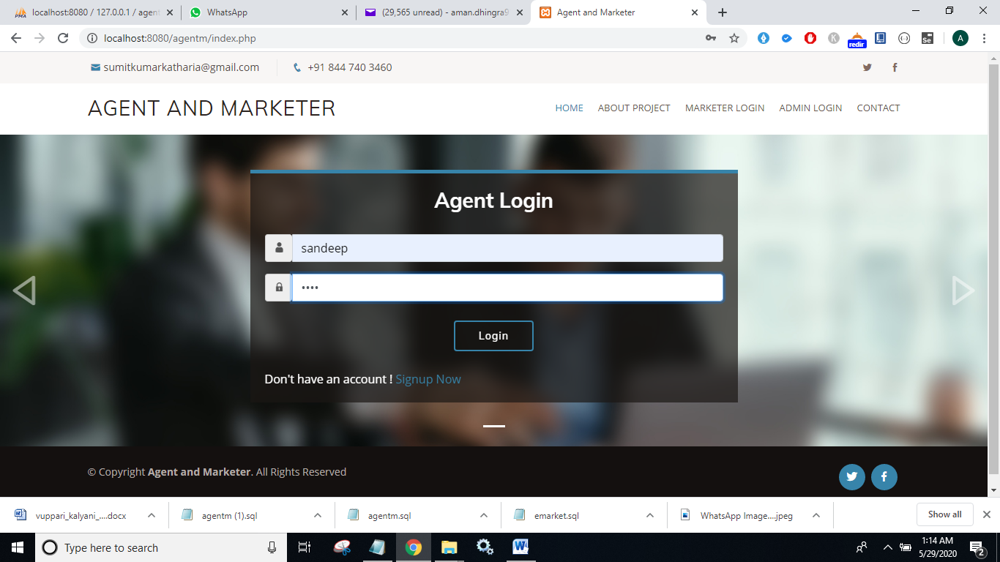 localhost:8080 / 127.0.0.1 / agent
WhatsApp
(29,565 unread) - aman.dhingra9
Agent and Marketer
localhost:8080/agentm/index.php
K
redir
Se
A
sumitkumarkatharia@gmail.com
+91 844 740 3460
AGENT AND MARKETER
HOME
ABOUT PROJECT
MARKETER LOGIN
ADMIN LOGIN
CONTACT
Agent Login
sandeep
••••
Login
Don't have an account ! Signup Now
© Copyright Agent and Marketer. All Rights Reserved
vuppari_kalyani_....docx
agentm (1).sql
agentm.sql
emarket.sql
WhatsApp Image....jpeg
Show all
Type here to search
1:14 AM
5/29/2020
2